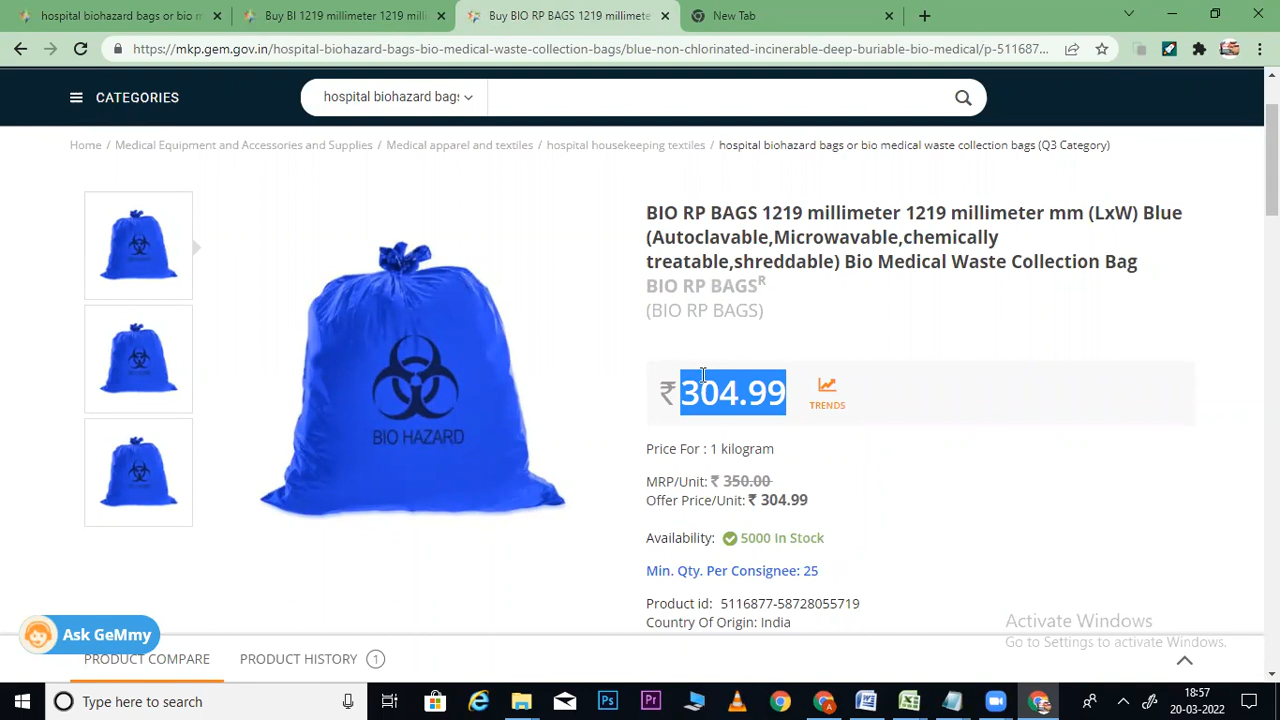 hospital biohazard bags or bio m
Buy BI 1219 millimeter 1219 milli
Buy BIO RP BAGS 1219 millimete
New Tab
https://mkp.gem.gov.in/hospital-biohazard-bags-bio-medical-waste-collection-bags/blue-non-chlorinated-incinerable-deep-buriable-bio-medical/p-511687...
CATEGORIES
hospital biohazard bags
Home / Medical Equipment and Accessories and Supplies / Medical apparel and textiles / hospital housekeeping textiles / hospital biohazard bags or bio medical waste collection bags (Q3 Category)
BIO RP BAGS 1219 millimeter 1219 millimeter mm (LxW) Blue
(Autoclavable,Microwavable,chemically
treatable,shreddable) Bio Medical Waste Collection Bag
BIO RP BAGSᴿ
(BIO RP BAGS)
BIO HAZARD
₹ 304.99
TRENDS
Price For : 1 kilogram
MRP/Unit: ₹ 350.00
Offer Price/Unit: ₹ 304.99
Availability: 5000 In Stock
Min. Qty. Per Consignee: 25
Product id: 5116877-58728055719
Country Of Origin: India
Ask GeMmy
Activate Windows
Go to Settings to activate Windows.
PRODUCT COMPARE
PRODUCT HISTORY 1
Type here to search
18:57
20-03-2022